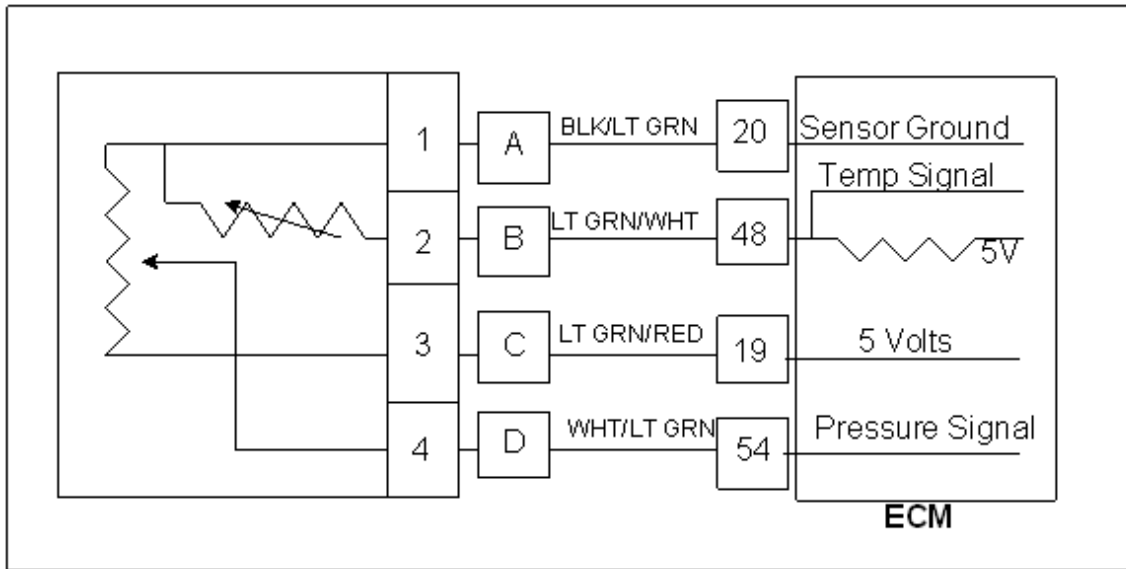 1 A BLK/LT GRN 20 Sensor Ground
Temp Signal
2 B LT GRN/WHT 48 5V
3 C LT GRN/RED 19 5 Volts
4 D WHT/LT GRN 54 Pressure Signal
ECM